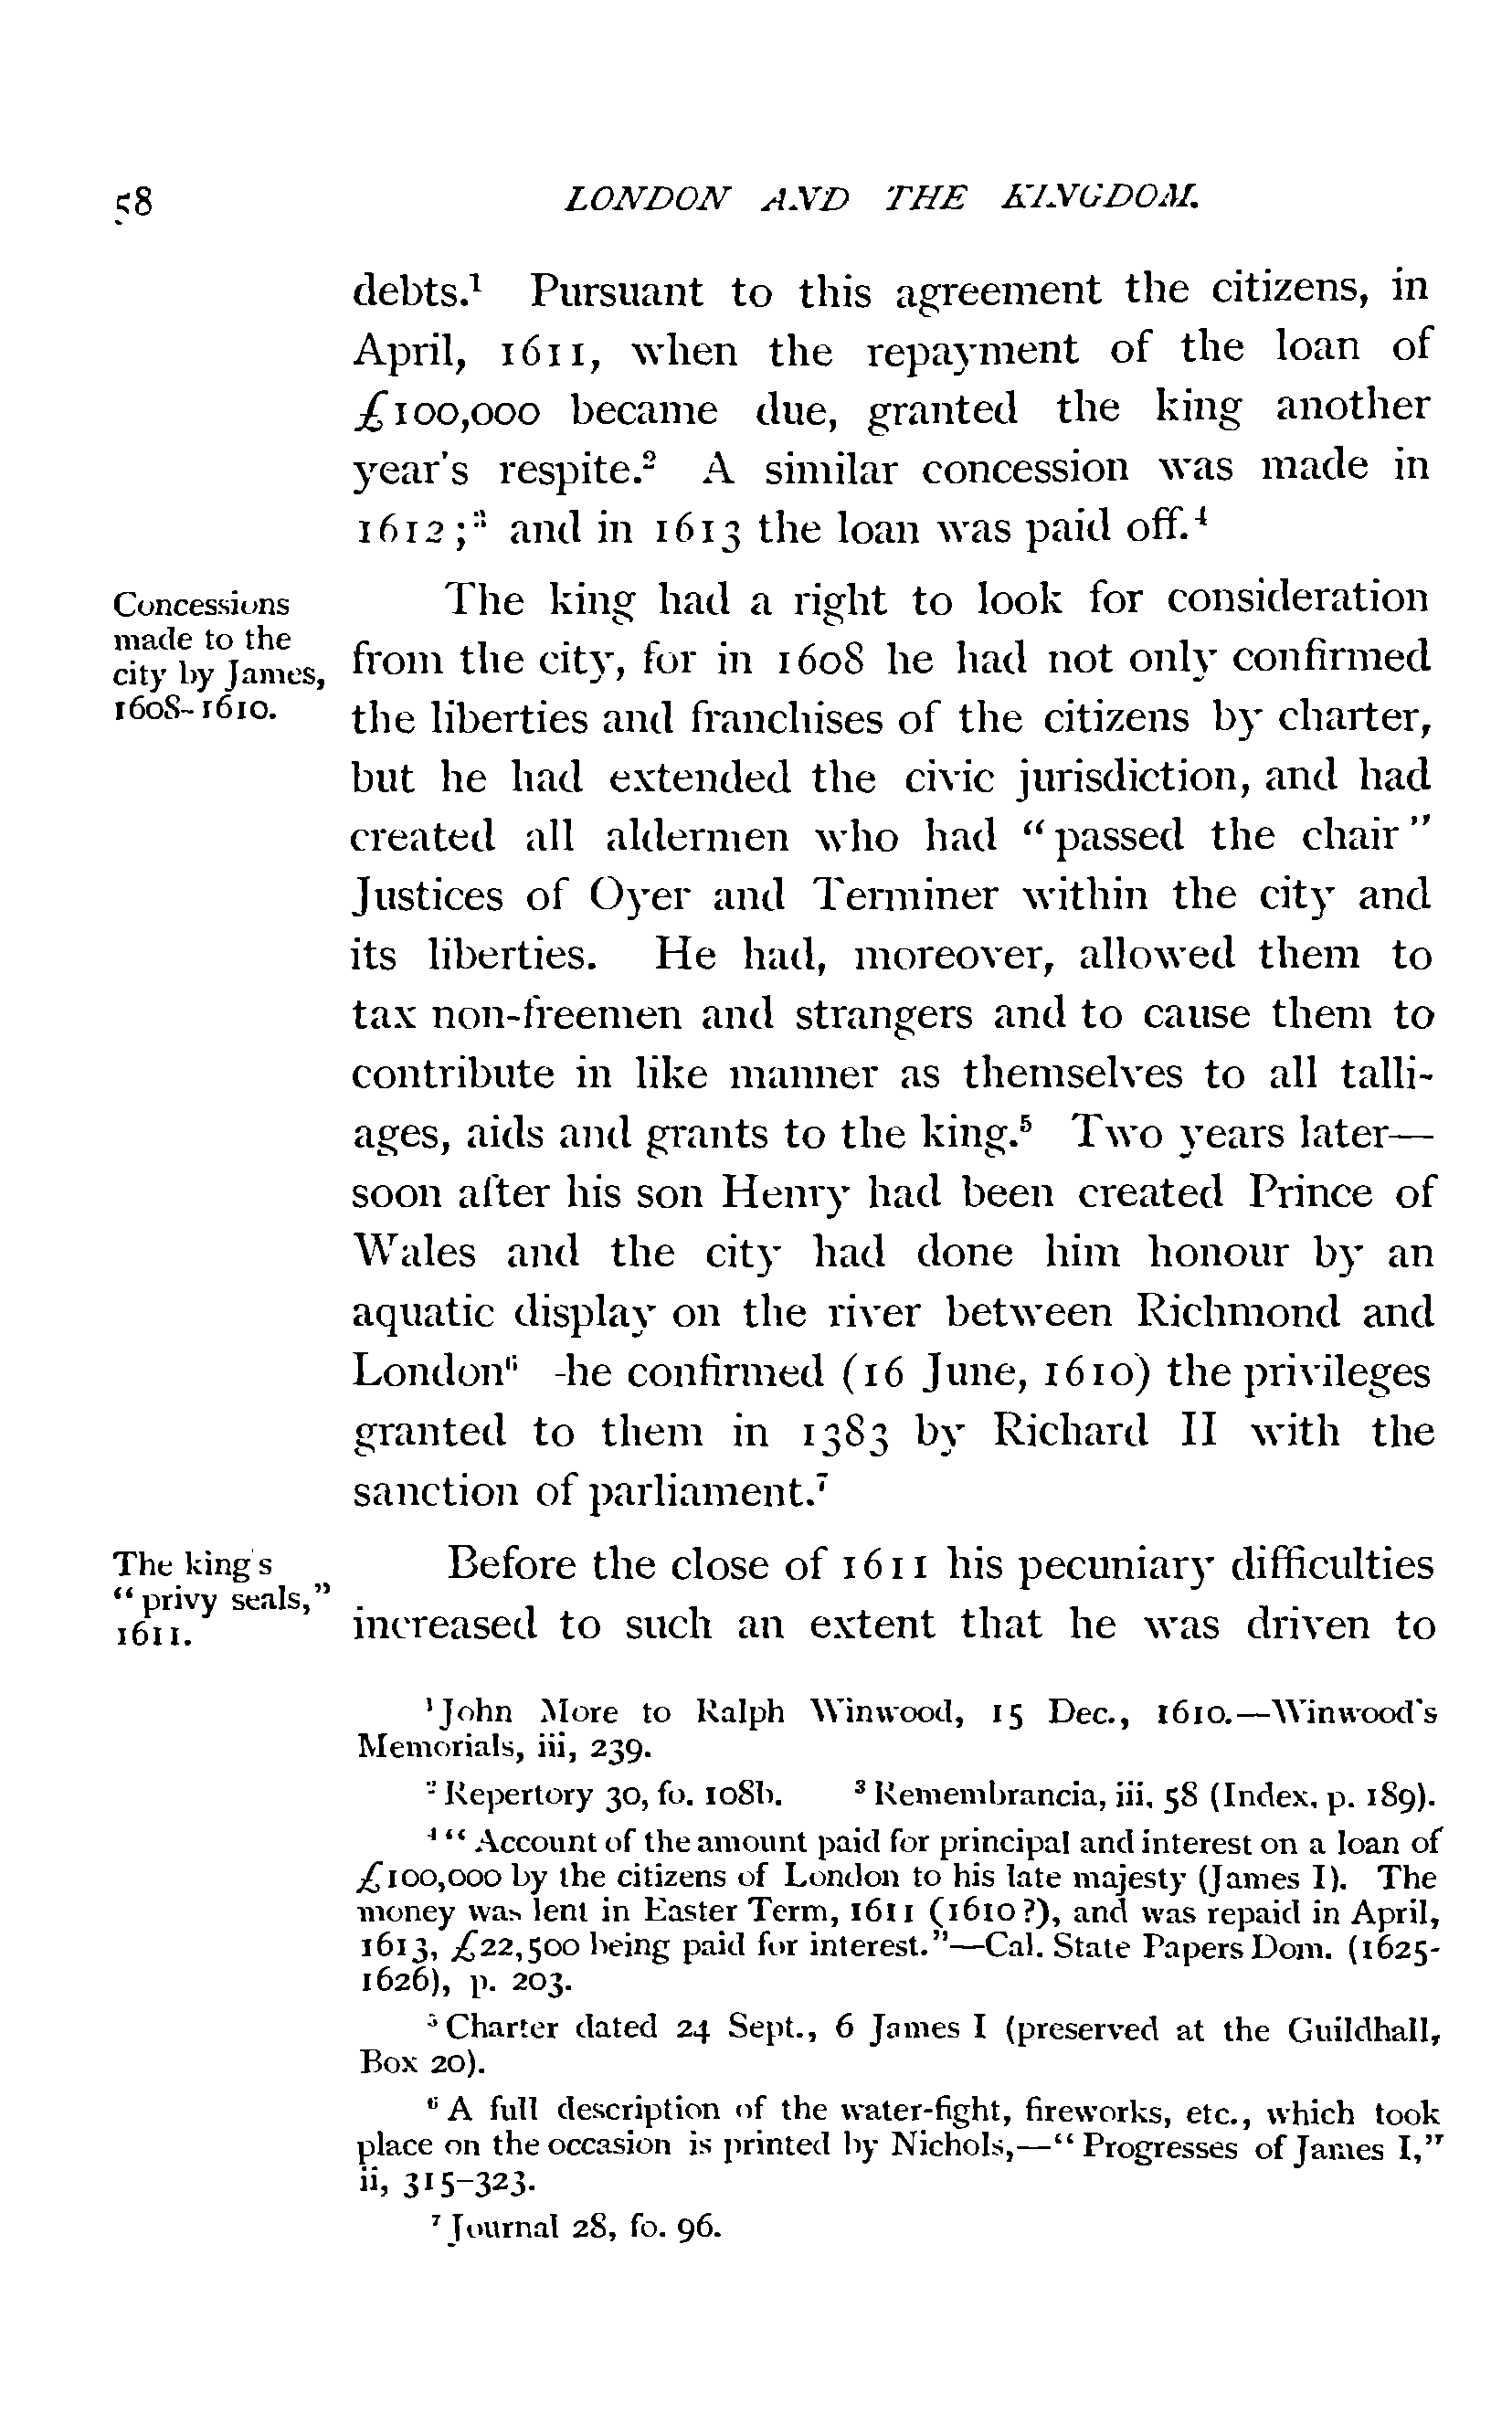 58 LONDON AND THE KINGDOM.
debts.¹ Pursuant to this agreement the citizens, in
April, 1611, when the repayment of the loan of
£100,000 became due, granted the king another
year's respite.² A similar concession was made in
1612;³ and in 1613 the loan was paid off.⁴
Concessions
made to the
city by James,
1608-1610.
The king had a right to look for consideration
from the city, for in 1608 he had not only confirmed
the liberties and franchises of the citizens by charter,
but he had extended the civic jurisdiction, and had
created all aldermen who had "passed the chair"
Justices of Oyer and Terminer within the city and
its liberties. He had, moreover, allowed them to
tax non-freemen and strangers and to cause them to
contribute in like manner as themselves to all talli-
ages, aids and grants to the king.⁵ Two years later—
soon after his son Henry had been created Prince of
Wales and the city had done him honour by an
aquatic display on the river between Richmond and
London⁶ -he confirmed (16 June, 1610) the privileges
granted to them in 1383 by Richard II with the
sanction of parliament.⁷
The king's
"privy seals,"
1611.
Before the close of 1611 his pecuniary difficulties
increased to such an extent that he was driven to
¹ John More to Ralph Winwood, 15 Dec., 1610.—Winwood's
Memorials, iii, 239.
² Repertory 30, fo. 108b. ³ Remembrancia, iii, 58 (Index, p. 189).
⁴ "Account of the amount paid for principal and interest on a loan of
£100,000 by the citizens of London to his late majesty (James I). The
money was lent in Easter Term, 1611 (1610?), and was repaid in April,
1613, £22,500 being paid for interest."—Cal. State Papers Dom. (1625-
1626), p. 203.
⁵ Charter dated 24 Sept., 6 James I (preserved at the Guildhall,
Box 20).
⁶ A full description of the water-fight, fireworks, etc., which took
place on the occasion is printed by Nichols,—"Progresses of James I,"
ii, 315-323.
⁷ Journal 28, fo. 96.